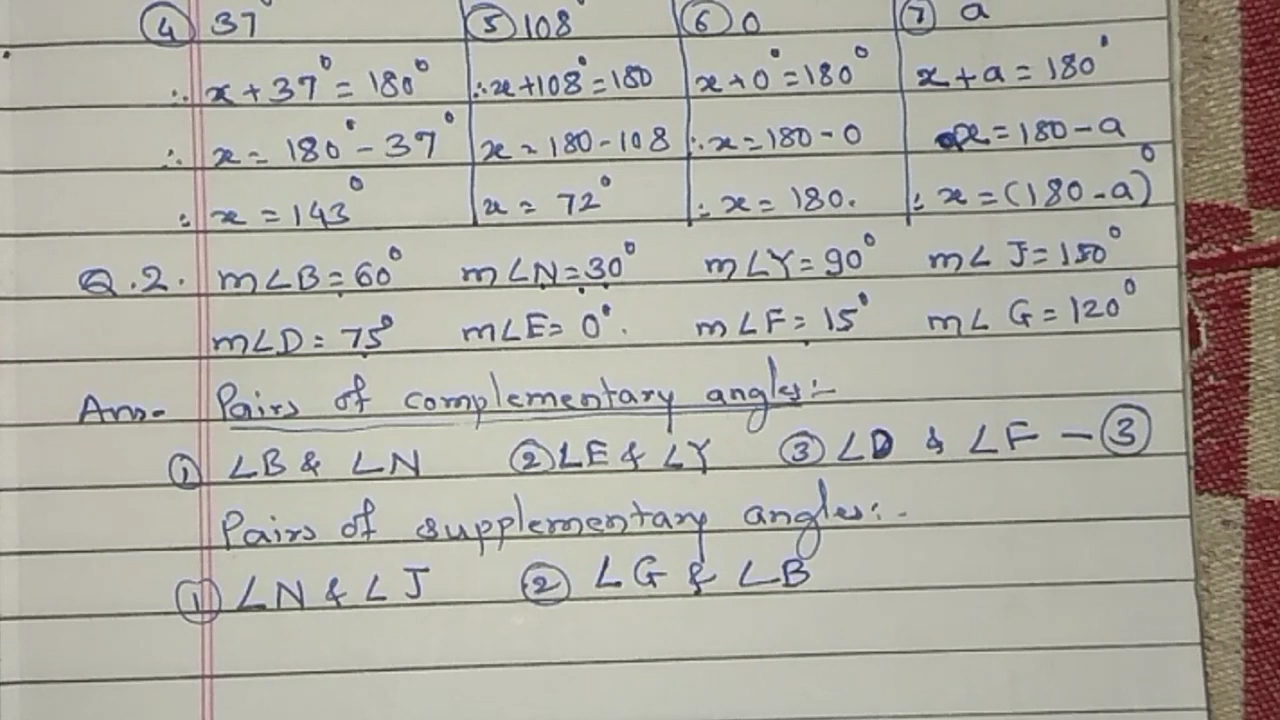 ④ 37° ⑤ 108° ⑥ 0 ⑦ a
∴ x + 37° = 180° ∴ x + 108° = 180 x + 0° = 180° x + a = 180°
∴ x = 180° - 37° x = 180 - 108 ∴ x = 180 - 0 x = 180 - a
∴ x = 143° x = 72° ∴ x = 180. ∴ x = (180 - a)°
Q.2. m∠B = 60° m∠N = 30° m∠Y = 90° m∠J = 150°
m∠D = 75° m∠E = 0°. m∠F = 15° m∠G = 120°
Ans- Pairs of complementary angles:-
① ∠B & ∠N ② ∠E & ∠Y ③ ∠D & ∠F - ③
Pairs of supplementary angles:-
① ∠N & ∠J ② ∠G & ∠B